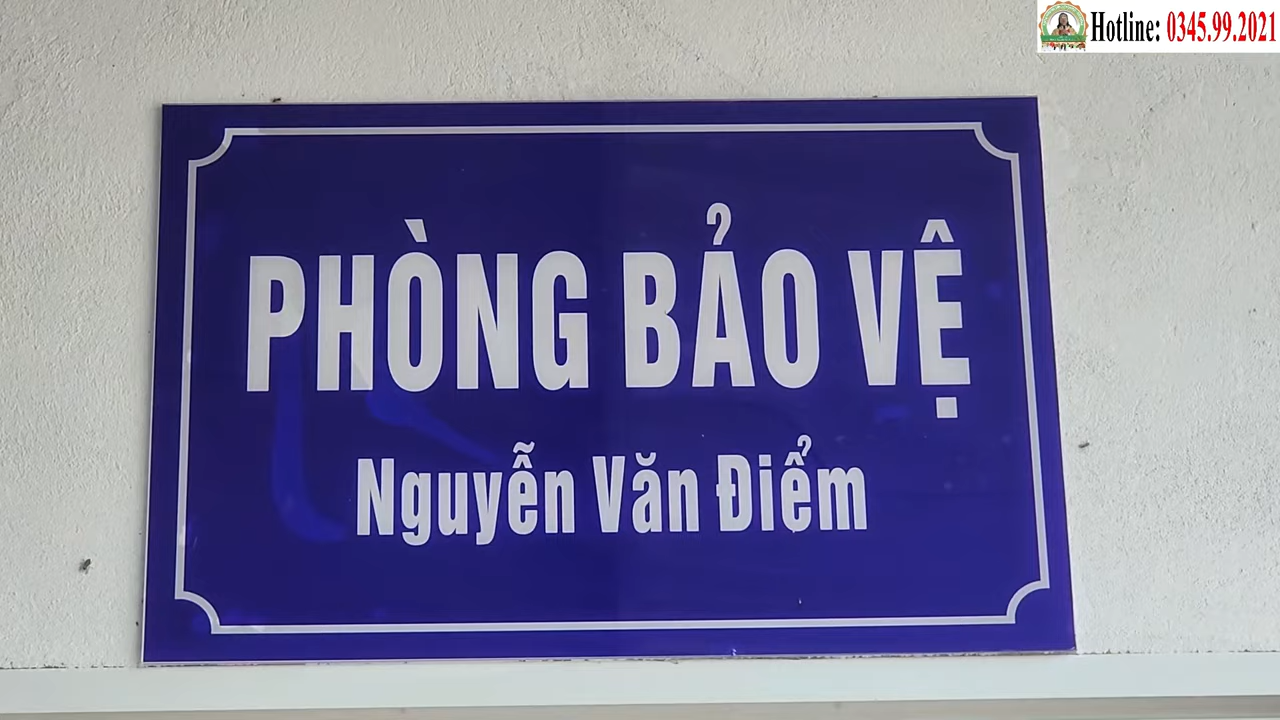 Hotline: 0345.99.2021
PHÒNG BẢO VỆ
Nguyễn Văn Điểm